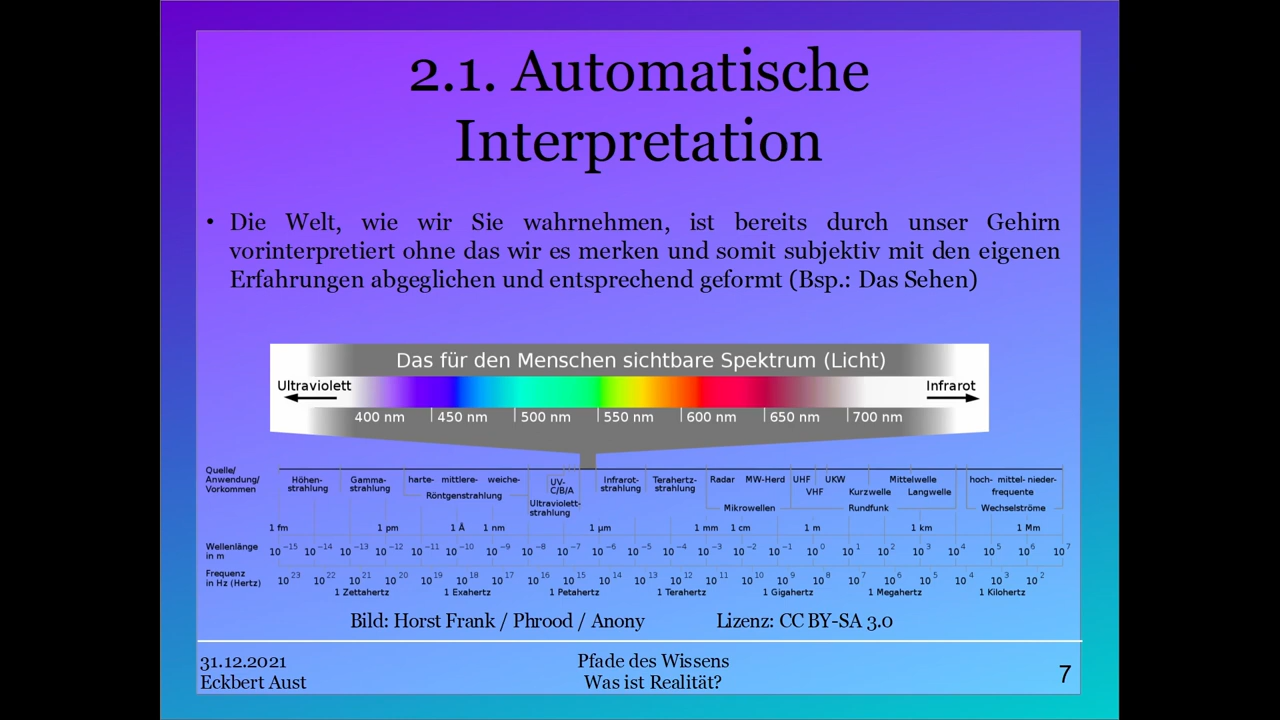 2.1. Automatische
Interpretation
• Die Welt, wie wir Sie wahrnehmen, ist bereits durch unser Gehirn
vorinterpretiert ohne das wir es merken und somit subjektiv mit den eigenen
Erfahrungen abgeglichen und entsprechend geformt (Bsp.: Das Sehen)
Das für den Menschen sichtbare Spektrum (Licht)
Ultraviolett
Infrarot
400 nm 450 nm 500 nm 550 nm 600 nm 650 nm 700 nm
Quelle/
Anwendung/
Vorkommen
Höhen-
strahlung
Gamma-
strahlung
harte- mittlere- weiche-
Röntgenstrahlung
UV-
C/B/A
Ultraviolett-
strahlung
Infrarot-
strahlung
Terahertz-
strahlung
Radar MW-Herd
Mikrowellen
UHF UKW Mittelwelle
VHF Kurzwelle Langwelle
Rundfunk
hoch- mittel- nieder-
frequente
Wechselströme
1 fm 1 pm 1 Å 1 nm 1 µm 1 mm 1 cm 1 m 1 km 1 Mm
Wellenlänge
in m
10⁻¹⁵ 10⁻¹⁴ 10⁻¹³ 10⁻¹² 10⁻¹¹ 10⁻¹⁰ 10⁻⁹ 10⁻⁸ 10⁻⁷ 10⁻⁶ 10⁻⁵ 10⁻⁴ 10⁻³ 10⁻² 10⁻¹ 10⁰ 10¹ 10² 10³ 10⁴ 10⁵ 10⁶ 10⁷
Frequenz
in Hz (Hertz)
10²³ 10²² 10²¹ 10²⁰ 10¹⁹ 10¹⁸ 10¹⁷ 10¹⁶ 10¹⁵ 10¹⁴ 10¹³ 10¹² 10¹¹ 10¹⁰ 10⁹ 10⁸ 10⁷ 10⁶ 10⁵ 10⁴ 10³ 10²
1 Zettahertz 1 Exahertz 1 Petahertz 1 Terahertz 1 Gigahertz 1 Megahertz 1 Kilohertz
Bild: Horst Frank / Phrood / Anony Lizenz: CC BY-SA 3.0
31.12.2021
Eckbert Aust
Pfade des Wissens
Was ist Realität?
7